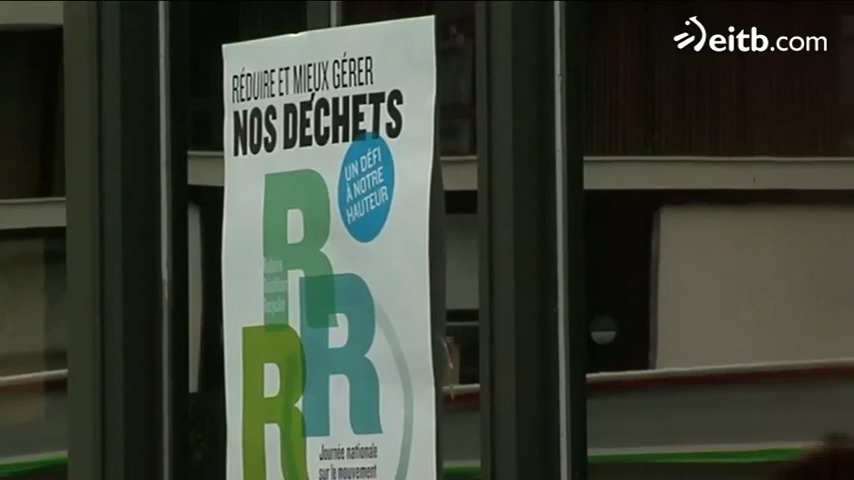 eitb.com
RÉDUIRE ET MIEUX GÉRER
NOS DÉCHETS
UN DÉFI
À NOTRE
HAUTEUR
R
R
R
Journée nationale
sur le mouvement